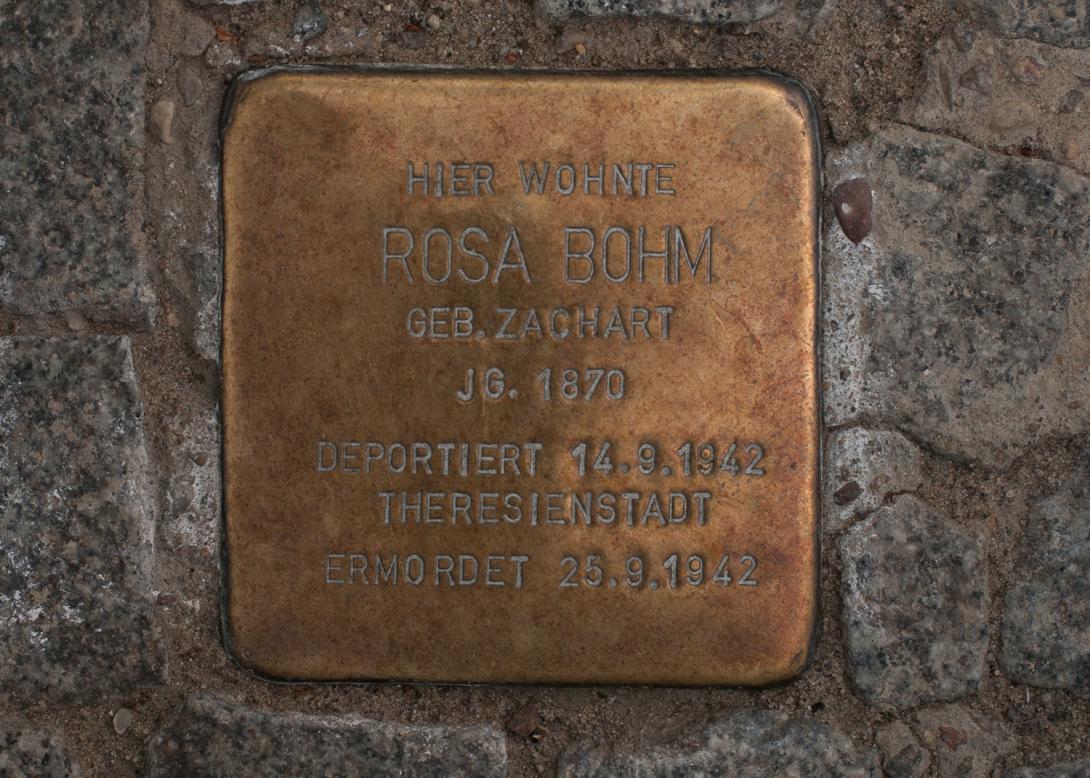 HIER WOHNTE
ROSA BOHM
GEB. ZACHART
JG. 1870
DEPORTIERT 14.9.1942
THERESIENSTADT
ERMORDET 25.9.1942